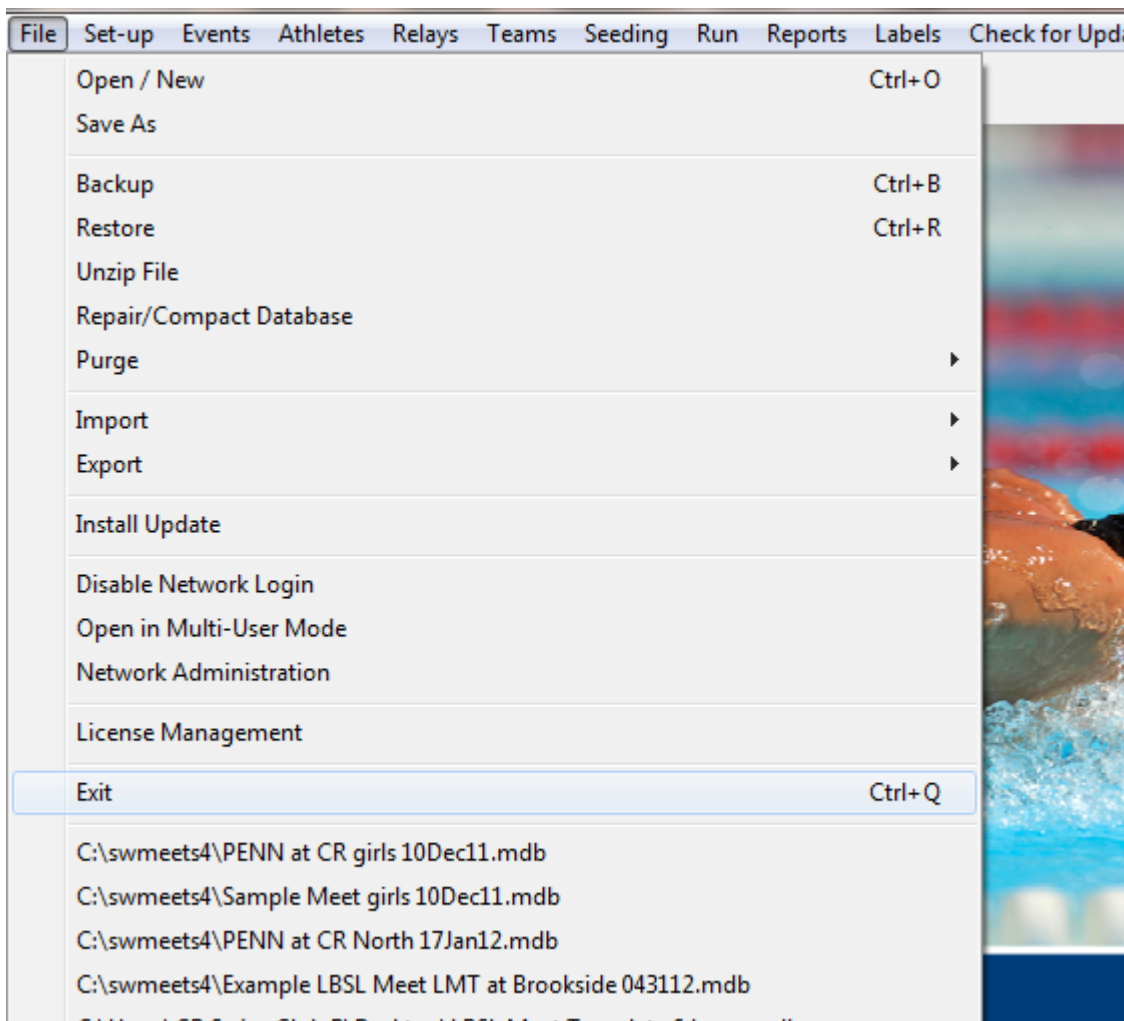 File Set-up Events Athletes Relays Teams Seeding Run Reports Labels Check for Upda
Open / New Ctrl+O
Save As
Backup Ctrl+B
Restore Ctrl+R
Unzip File
Repair/Compact Database
Purge
Import
Export
Install Update
Disable Network Login
Open in Multi-User Mode
Network Administration
License Management
Exit Ctrl+Q
C:\swmeets4\PENN at CR girls 10Dec11.mdb
C:\swmeets4\Sample Meet girls 10Dec11.mdb
C:\swmeets4\PENN at CR North 17Jan12.mdb
C:\swmeets4\Example LBSL Meet LMT at Brookside 043112.mdb